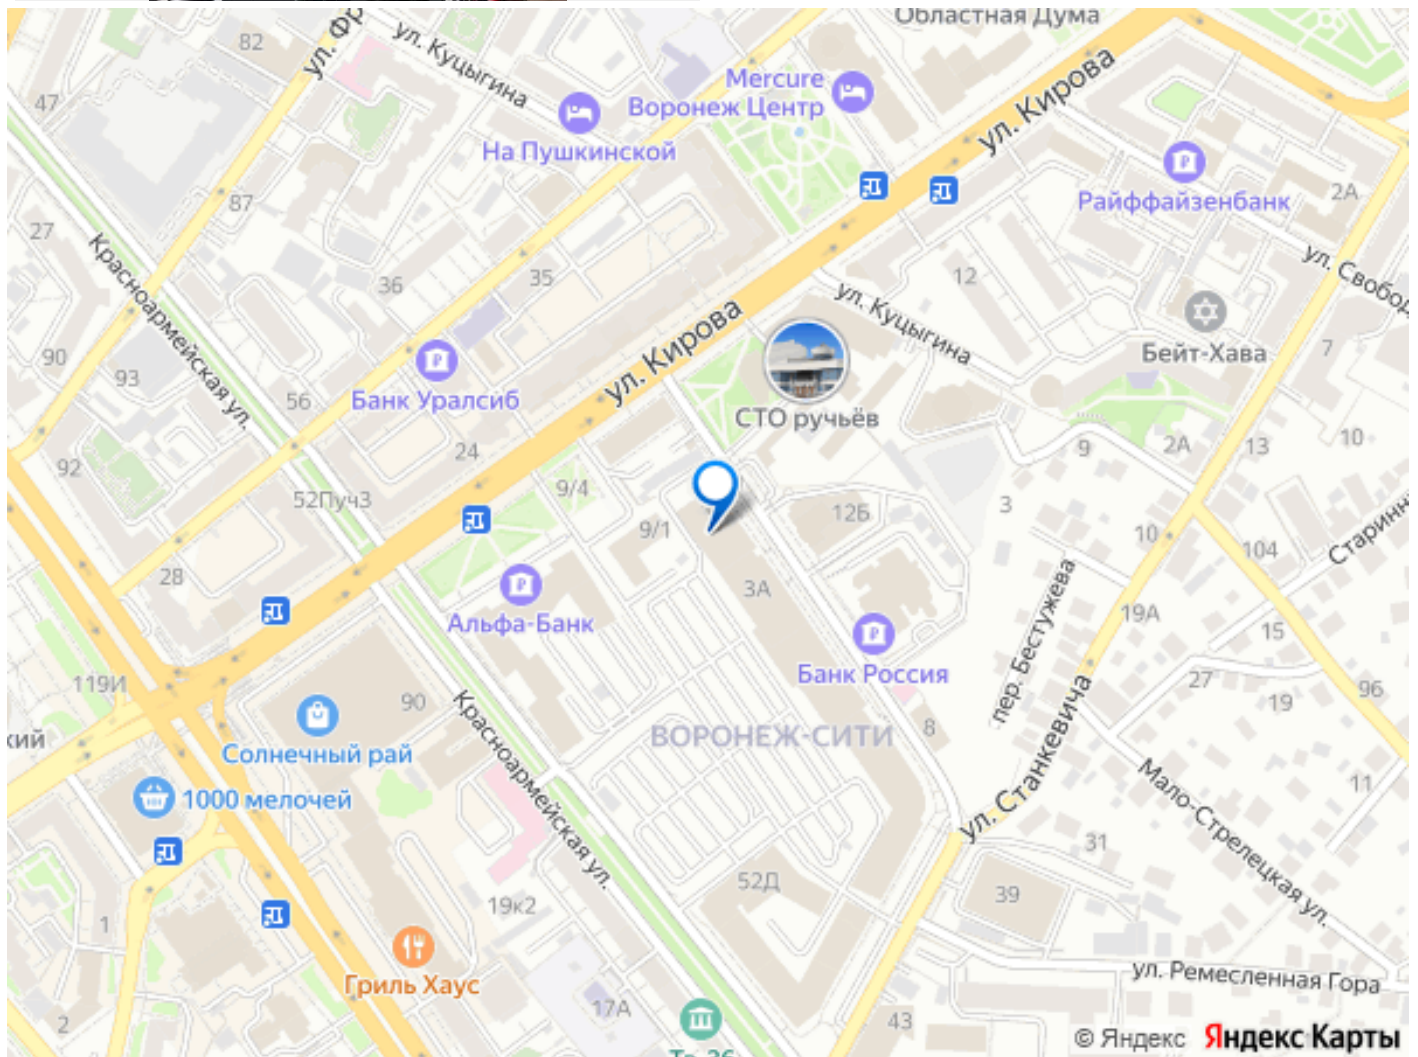 Областная Дума
82
ул. Фр
ул. Куцыгина
47
Mercure
Воронеж Центр
ул. Кирова
На Пушкинской
Райффайзенбанк
2А
87
27
Красноармейская ул.
36
35
12
ул. Свобод
ул. Куцыгина
ул. Кирова
Бейт-Хава
7
90
93
Банк Уралсиб
56
СТО ручьёв
24
9
2А
13
10
92
52Пуч3
9/4
9/1
12Б
3
10
104
Старинн
28
3А
Альфа-Банк
пер. Бестужева
19А
15
Банк Россия
119И
90
27
19
96
кий
Солнечный рай
Красноармейская ул.
ВОРОНЕЖ-СИТИ
8
ул. Станкевича
11
1000 мелочей
Мало-Стрелецкая ул.
31
52Д
39
19к2
1
Гриль Хаус
ул. Ремесленная Гора
17А
2
43
© Яндекс Яндекс Карты